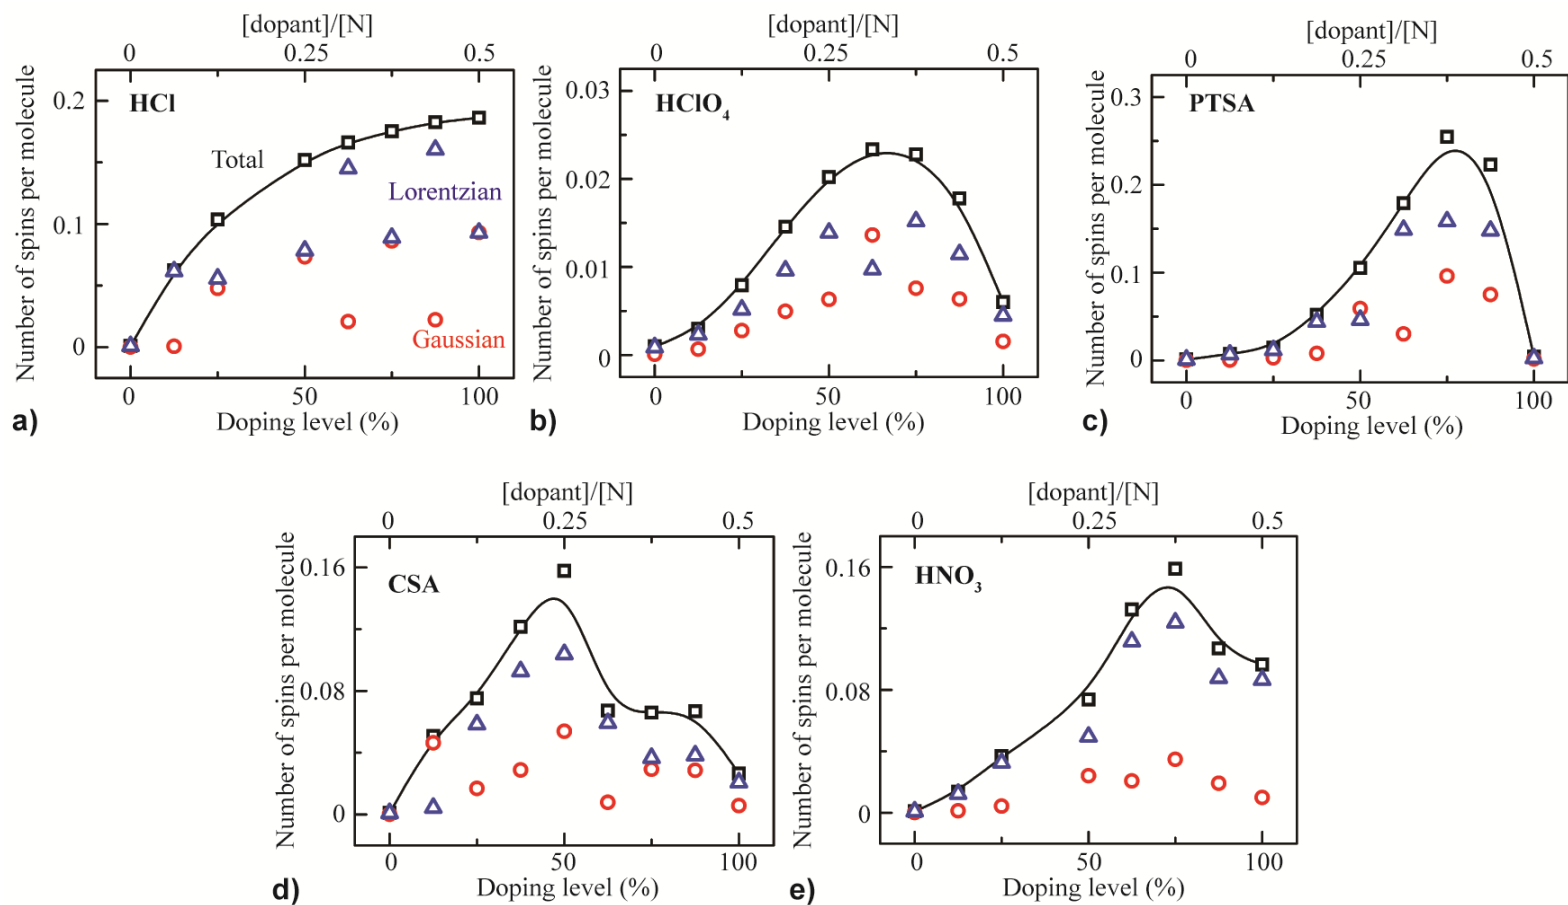 [dopant]/[N]
0 0.25 0.5
Number of spins per molecule
0.2
0.1
0
HCl
Total
Lorentzian
Gaussian
0 50 100
Doping level (%)
a)
[dopant]/[N]
0 0.25 0.5
Number of spins per molecule
0.03
0.02
0.01
0
HClO₄
0 50 100
Doping level (%)
b)
[dopant]/[N]
0 0.25 0.5
Number of spins per molecule
0.3
0.2
0.1
0
PTSA
0 50 100
Doping level (%)
c)
[dopant]/[N]
0 0.25 0.5
Number of spins per molecule
0.16
0.08
0
CSA
0 50 100
Doping level (%)
d)
[dopant]/[N]
0 0.25 0.5
Number of spins per molecule
0.16
0.08
0
HNO₃
0 50 100
Doping level (%)
e)